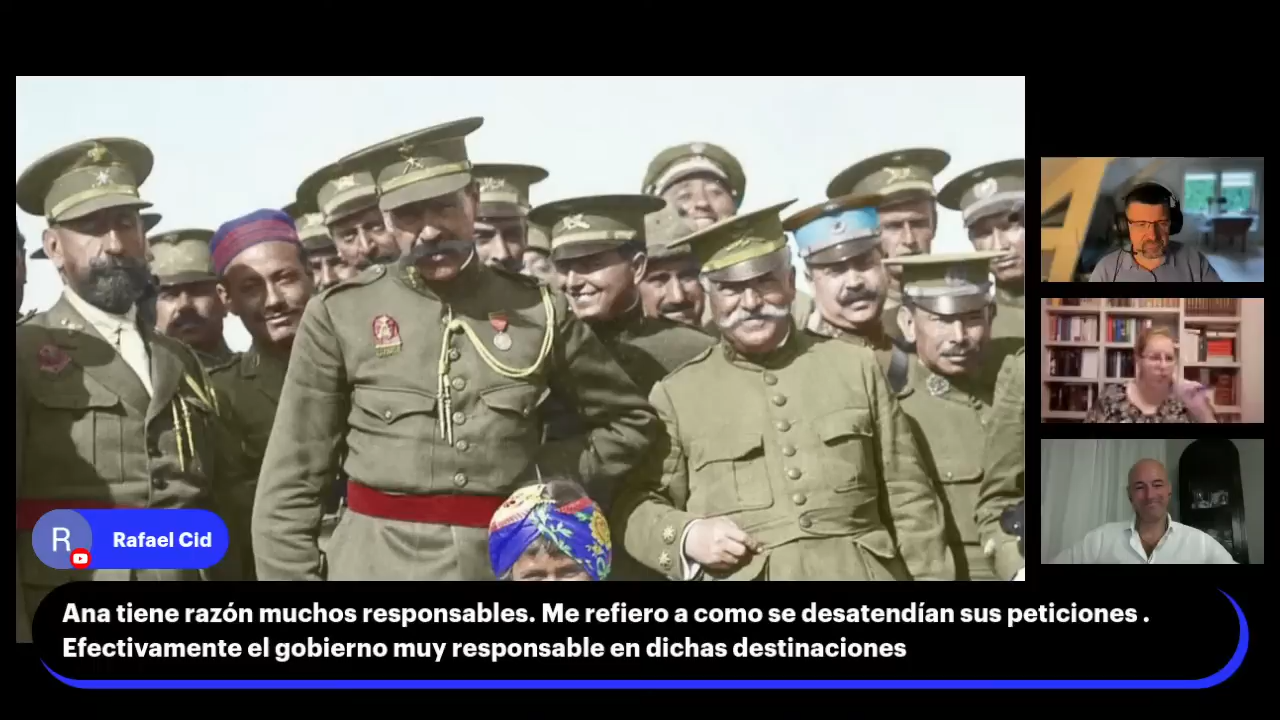 R
Rafael Cid
Ana tiene razón muchos responsables. Me refiero a como se desatendían sus peticiones .
Efectivamente el gobierno muy responsable en dichas destinaciones